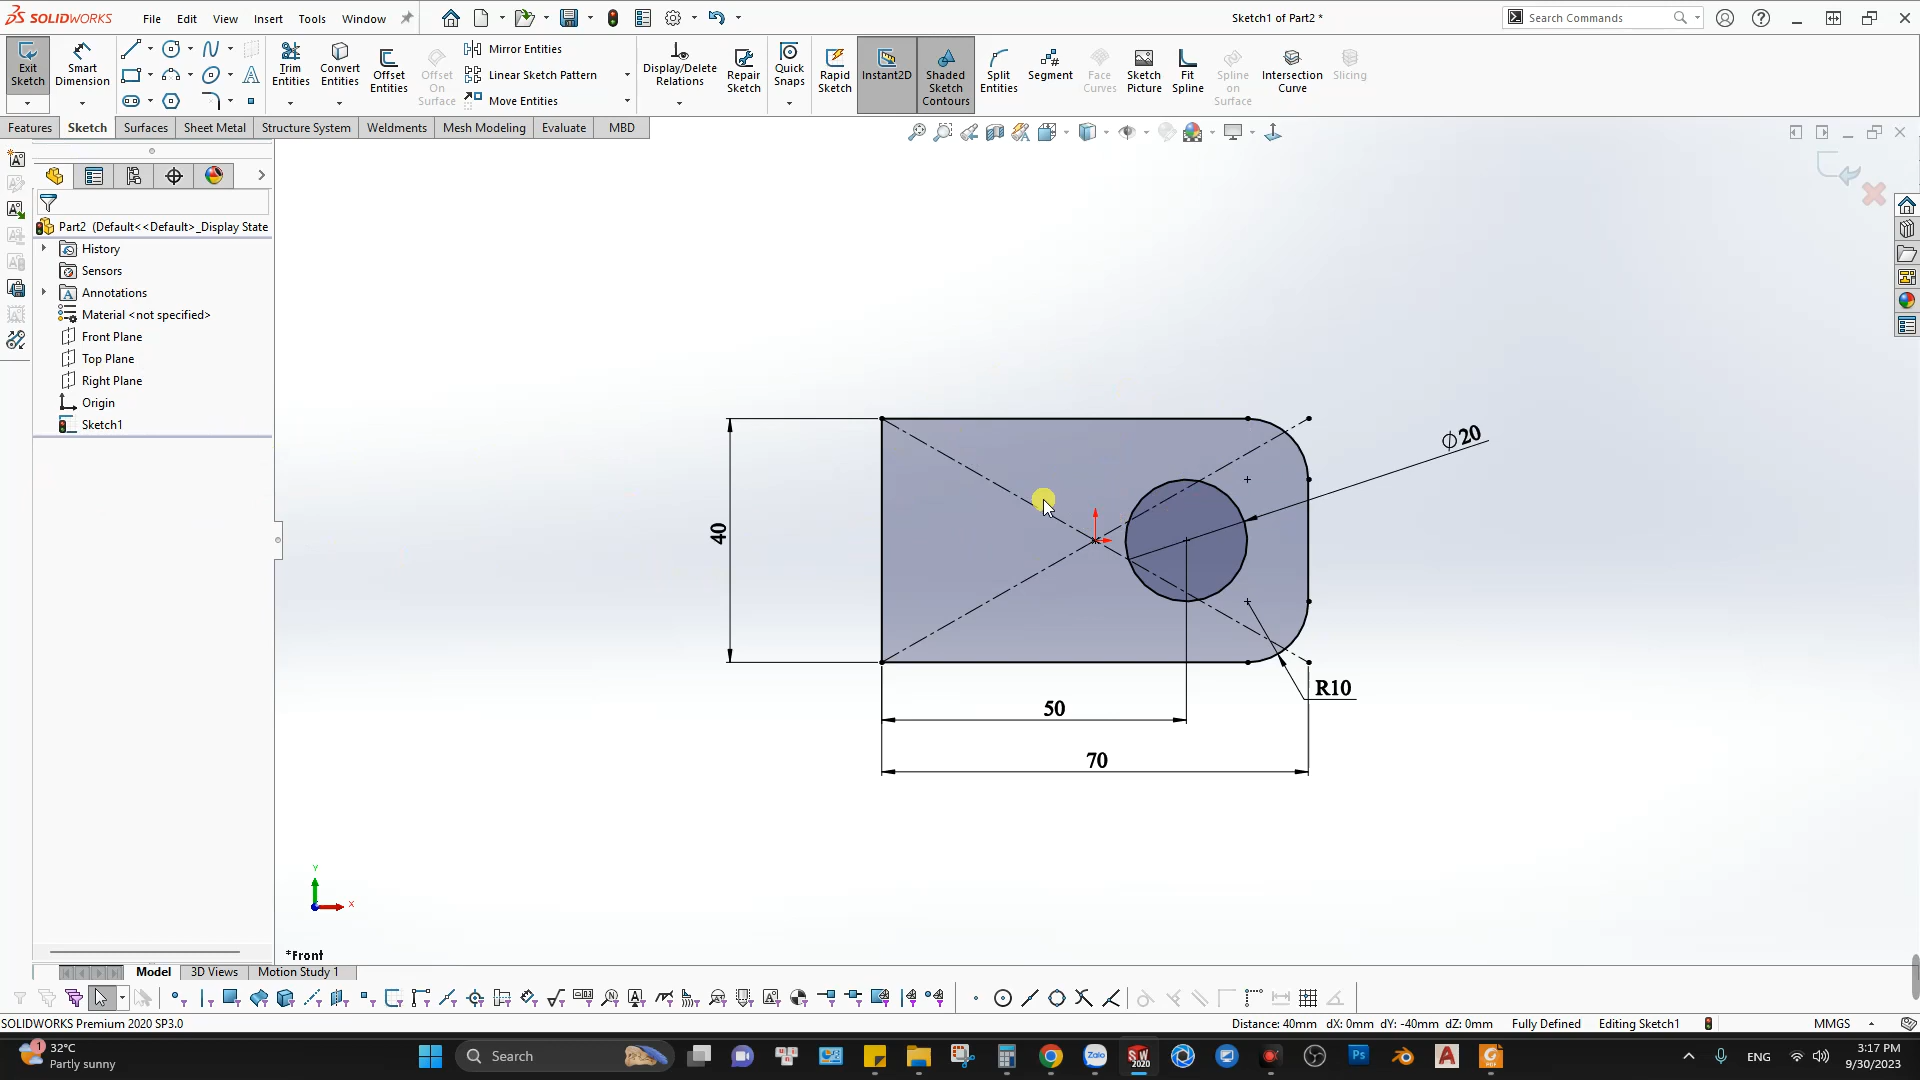 SOLIDWORKS
File Edit View Insert Tools Window
Sketch1 of Part2 *
Search Commands
Exit Sketch
Smart Dimension
Trim Entities
Convert Entities
Offset Entities
Offset On Surface
Mirror Entities
Linear Sketch Pattern
Move Entities
Display/Delete Relations
Repair Sketch
Quick Snaps
Rapid Sketch
Instant2D
Shaded Sketch Contours
Split Entities
Segment
Face Curves
Sketch Picture
Fit Spline
Spline on Surface
Intersection Curve
Slicing
Features Sketch Surfaces Sheet Metal Structure System Weldments Mesh Modeling Evaluate MBD
Part2 (Default<<Default>_Display State
History
Sensors
Annotations
Material <not specified>
Front Plane
Top Plane
Right Plane
Origin
Sketch1
∅20
40
R10
50
70
Y
X
*Front
Model 3D Views Motion Study 1
SOLIDWORKS Premium 2020 SP3.0
Distance: 40mm dX: 0mm dY: -40mm dZ: 0mm Fully Defined Editing Sketch1 MMGS
1
32°C
Partly sunny
Search
Zalo
SW
2020
Ps
A
ENG
3:17 PM
9/30/2023